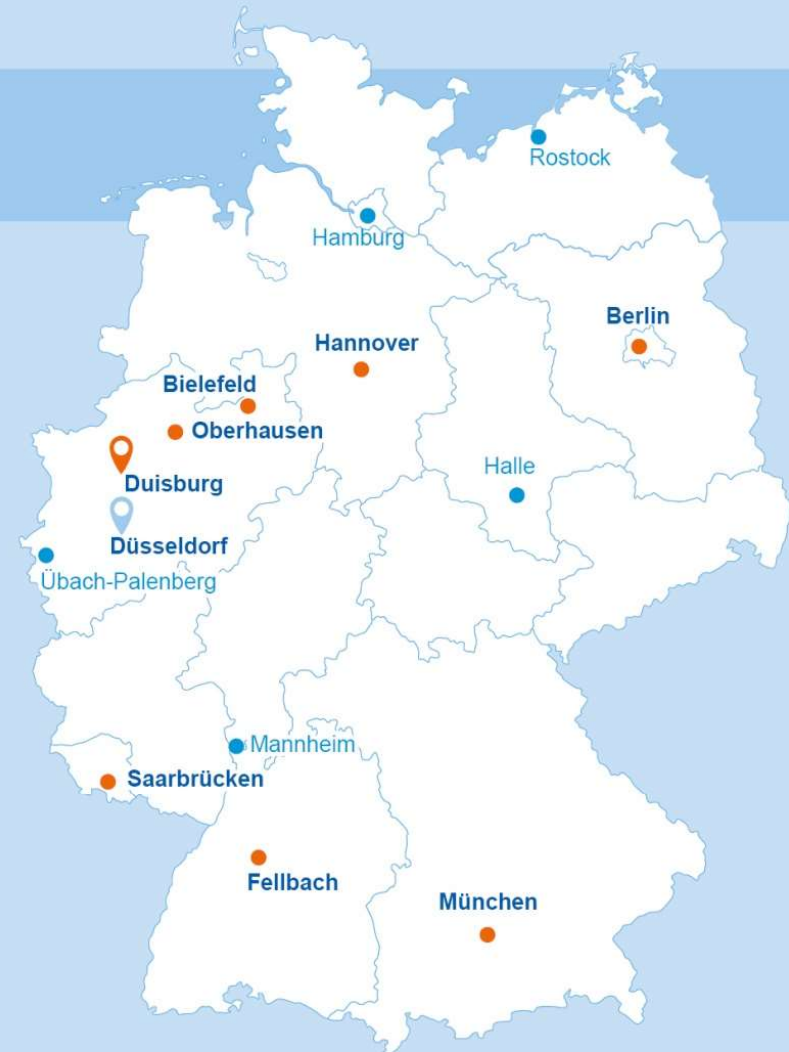 Rostock
Hamburg
Berlin
Hannover
Bielefeld
Oberhausen
Halle
Duisburg
Düsseldorf
Übach-Palenberg
Mannheim
Saarbrücken
Fellbach
München